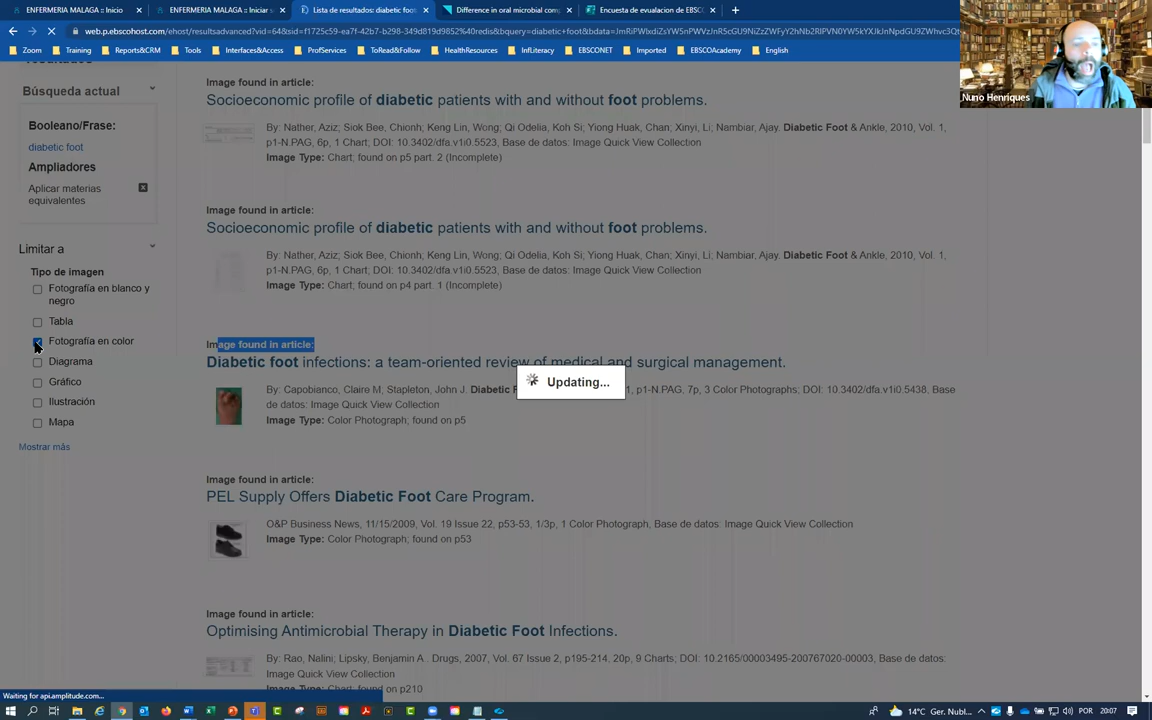 ENFERMERIA MALAGA :: Inicio
ENFERMERIA MALAGA :: Iniciar s
Lista de resultados: diabetic foo
Difference in oral microbial com
Encuesta de evualacion de EBSC
Zoom
Training
Reports&CRM
Tools
Interfaces&Access
ProfServices
ToRead&Follow
HealthResources
InfLiteracy
EBSCONET
Imported
EBSCOAcademy
English
Nuno Henriques
resultados
Búsqueda actual
Booleano/Frase:
diabetic foot
Ampliadores
Aplicar materias
equivalentes
Limitar a
Tipo de imagen
Fotografía en blanco y
negro
Tabla
Fotografía en color
Diagrama
Gráfico
Ilustración
Mapa
Mostrar más
Image found in article:
Socioeconomic profile of diabetic patients with and without foot problems.
By: Nather, Aziz; Siok Bee, Chionh; Keng Lin, Wong; Qi Odelia, Koh Si; Yiong Huak, Chan; Xinyi, Li; Nambiar, Ajay. Diabetic Foot & Ankle, 2010, Vol. 1,
p1-N.PAG, 6p, 1 Chart; DOI: 10.3402/dfa.v1i0.5523, Base de datos: Image Quick View Collection
Image Type: Chart; found on p5 part. 2 (Incomplete)
Image found in article:
Socioeconomic profile of diabetic patients with and without foot problems.
By: Nather, Aziz; Siok Bee, Chionh; Keng Lin, Wong; Qi Odelia, Koh Si; Yiong Huak, Chan; Xinyi, Li; Nambiar, Ajay. Diabetic Foot & Ankle, 2010, Vol. 1,
p1-N.PAG, 6p, 1 Chart; DOI: 10.3402/dfa.v1i0.5523, Base de datos: Image Quick View Collection
Image Type: Chart; found on p4 part. 1 (Incomplete)
Image found in article:
Diabetic foot infections: a team-oriented review of medical and surgical management.
Updating...
By: Capobianco, Claire M; Stapleton, John J. Diabetic F 1, p1-N.PAG, 7p, 3 Color Photographs; DOI: 10.3402/dfa.v1i0.5438, Base
de datos: Image Quick View Collection
Image Type: Color Photograph; found on p5
Image found in article:
PEL Supply Offers Diabetic Foot Care Program.
O&P Business News, 11/15/2009, Vol. 19 Issue 22, p53-53, 1/3p, 1 Color Photograph, Base de datos: Image Quick View Collection
Image Type: Color Photograph; found on p53
Image found in article:
Optimising Antimicrobial Therapy in Diabetic Foot Infections.
By: Rao, Nalini; Lipsky, Benjamin A . Drugs, 2007, Vol. 67 Issue 2, p195-214, 20p, 9 Charts; DOI: 10.2165/00003495-200767020-00003, Base de datos:
Image Quick View Collection
Image Type: Chart; found on p210
Waiting for api.amplitude.com...
14°C Ger. Nubl...
POR
20:07